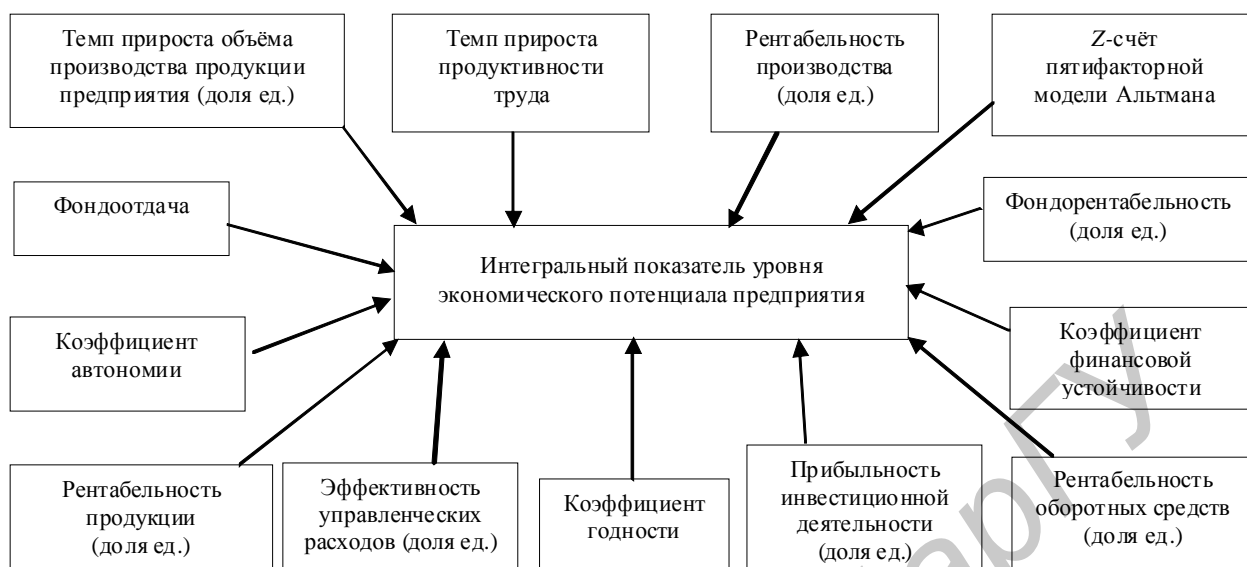 Темп прироста объёма
производства продукции
предприятия (доля ед.)
Темп прироста
продуктивности
труда
Рентабельность
производства
(доля ед.)
Z-счёт
пятифакторной
модели Альтмана
Фондоотдача
Фондорентабельность
(доля ед.)
Интегральный показатель уровня
экономического потенциала предприятия
Коэффициент
автономии
Коэффициент
финансовой
устойчивости
Рентабельность
продукции
(доля ед.)
Эффективность
управленческих
расходов (доля ед.)
Коэффициент
годности
Прибыльность
инвестиционной
деятельности
(доля ед.)
Рентабельность
оборотных средств
(доля ед.)